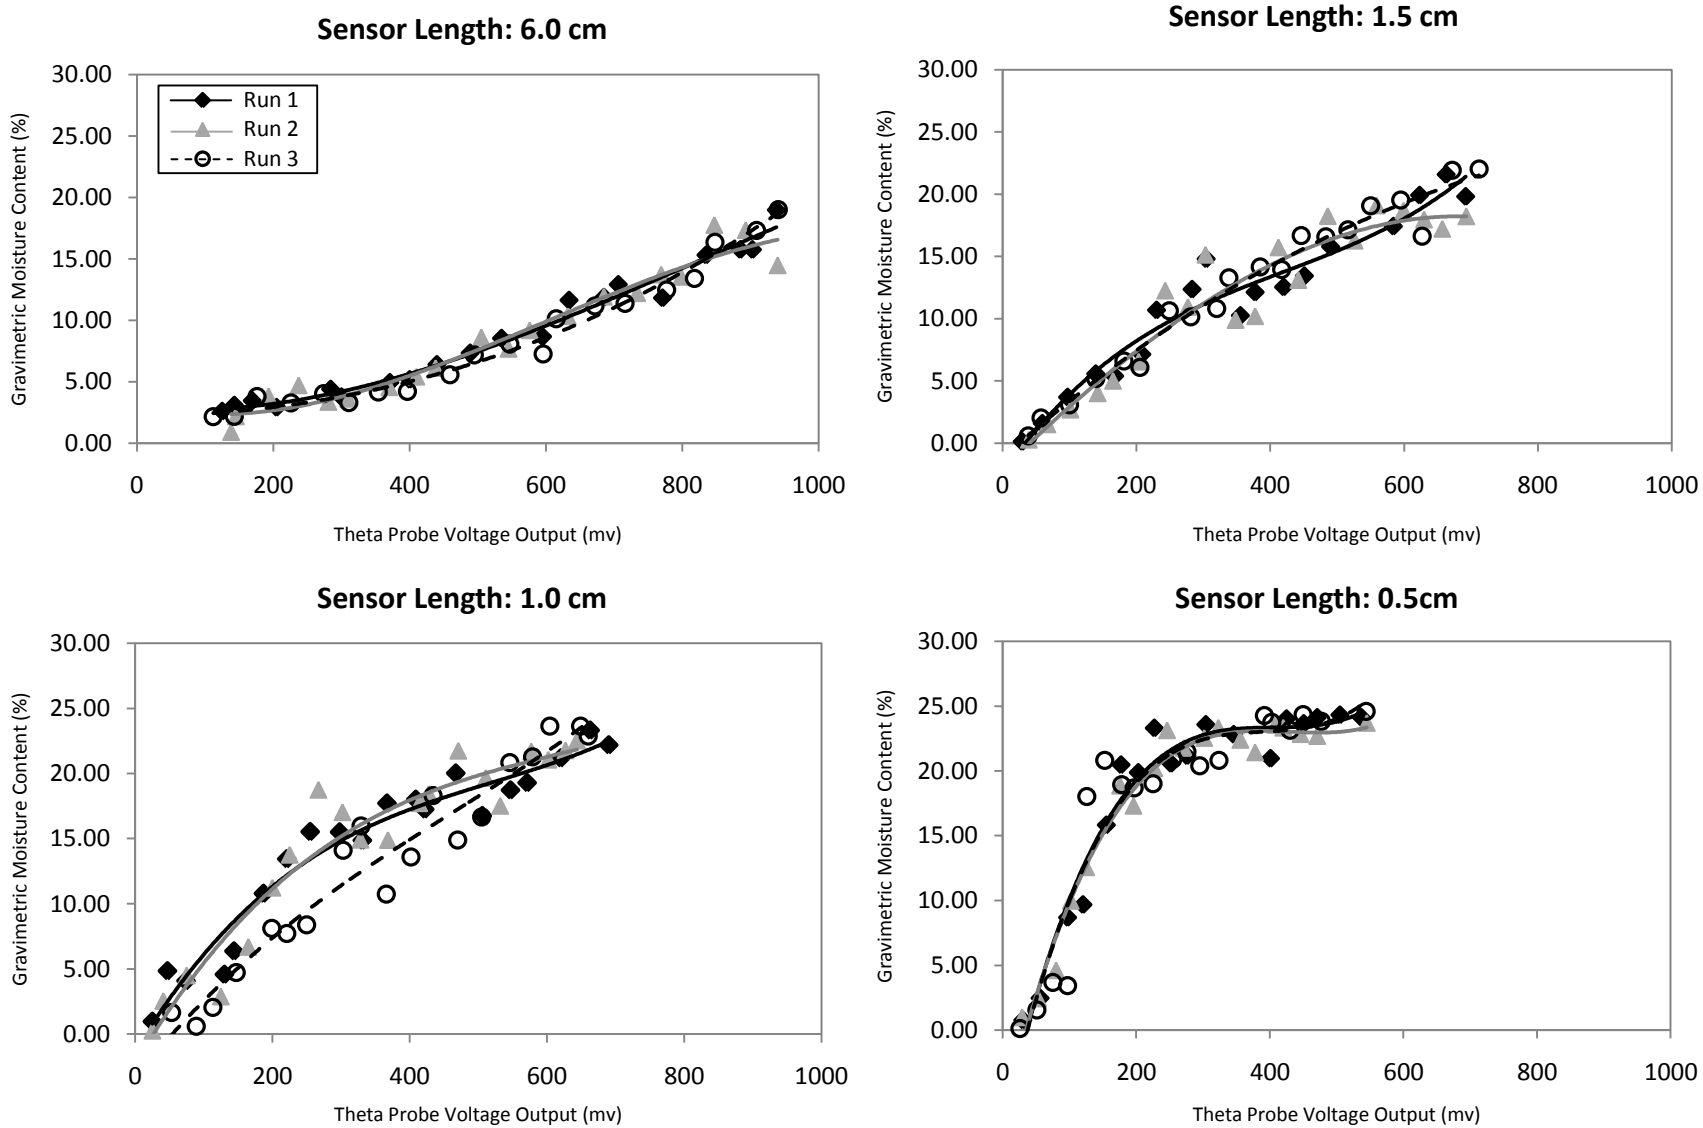 Sensor Length: 6.0 cm
Gravimetric Moisture Content (%)
30.00
25.00
20.00
15.00
10.00
5.00
0.00
Run 1
Run 2
Run 3
0 200 400 600 800 1000
Theta Probe Voltage Output (mv)
Sensor Length: 1.5 cm
Gravimetric Moisture Content (%)
30.00
25.00
20.00
15.00
10.00
5.00
0.00
0 200 400 600 800 1000
Theta Probe Voltage Output (mv)
Sensor Length: 1.0 cm
Gravimetric Moisture Content (%)
30.00
25.00
20.00
15.00
10.00
5.00
0.00
0 200 400 600 800 1000
Theta Probe Voltage Output (mv)
Sensor Length: 0.5cm
Gravimetric Moisture Content (%)
30.00
25.00
20.00
15.00
10.00
5.00
0.00
0 200 400 600 800 1000
Theta Probe Voltage Output (mv)